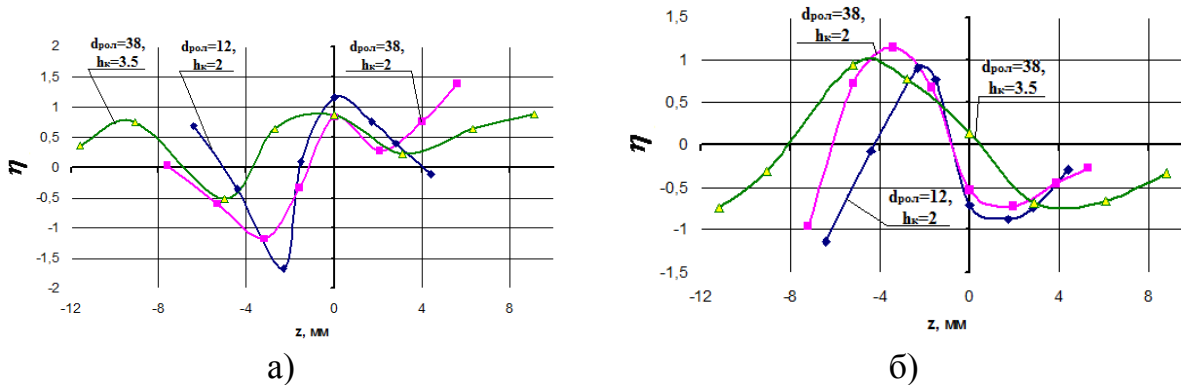 dрол=38,
hк=3.5
dрол=12,
hк=2
dрол=38,
hк=2
2
1,5
1
0,5
0
-0,5
-1
-1,5
-2
η
-12
-8
-4
0
4
8
z, мм
а)
dрол=38,
hк=2
dрол=38,
hк=3.5
dрол=12,
hк=2
1,5
1
0,5
0
-0,5
-1
-1,5
η
-12
-8
-4
0
4
8
z, мм
б)